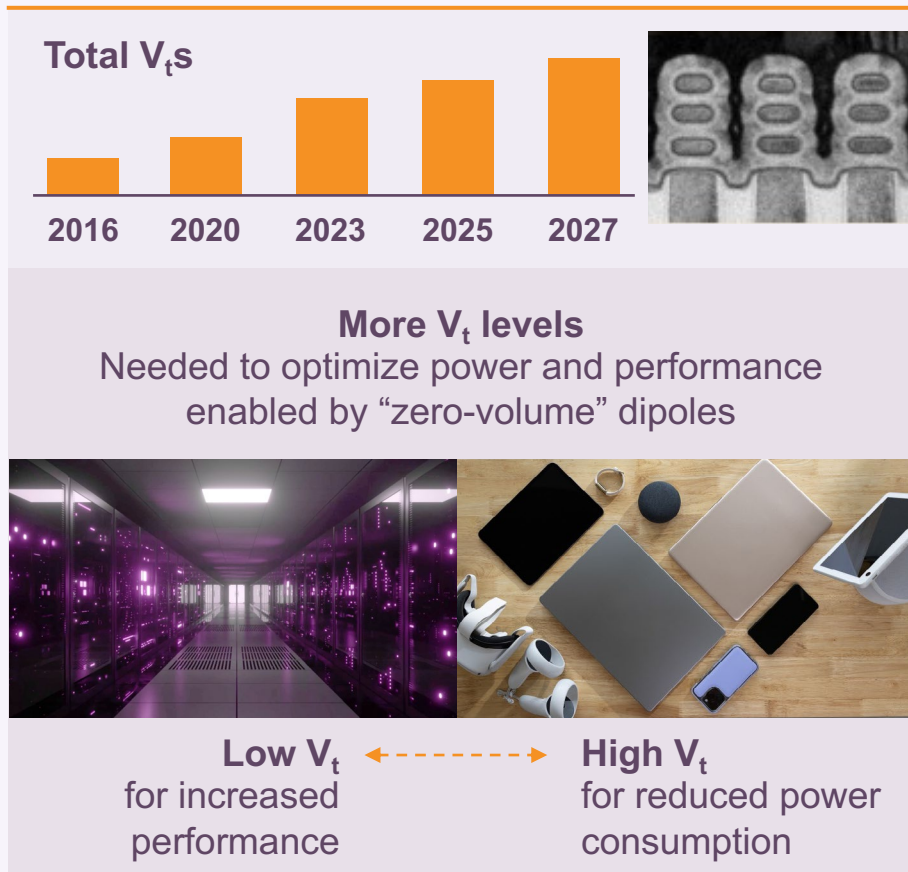 Total Vₜs
2016 2020 2023 2025 2027
More Vₜ levels
Needed to optimize power and performance
enabled by “zero-volume” dipoles
Low Vₜ
for increased
performance
High Vₜ
for reduced power
consumption